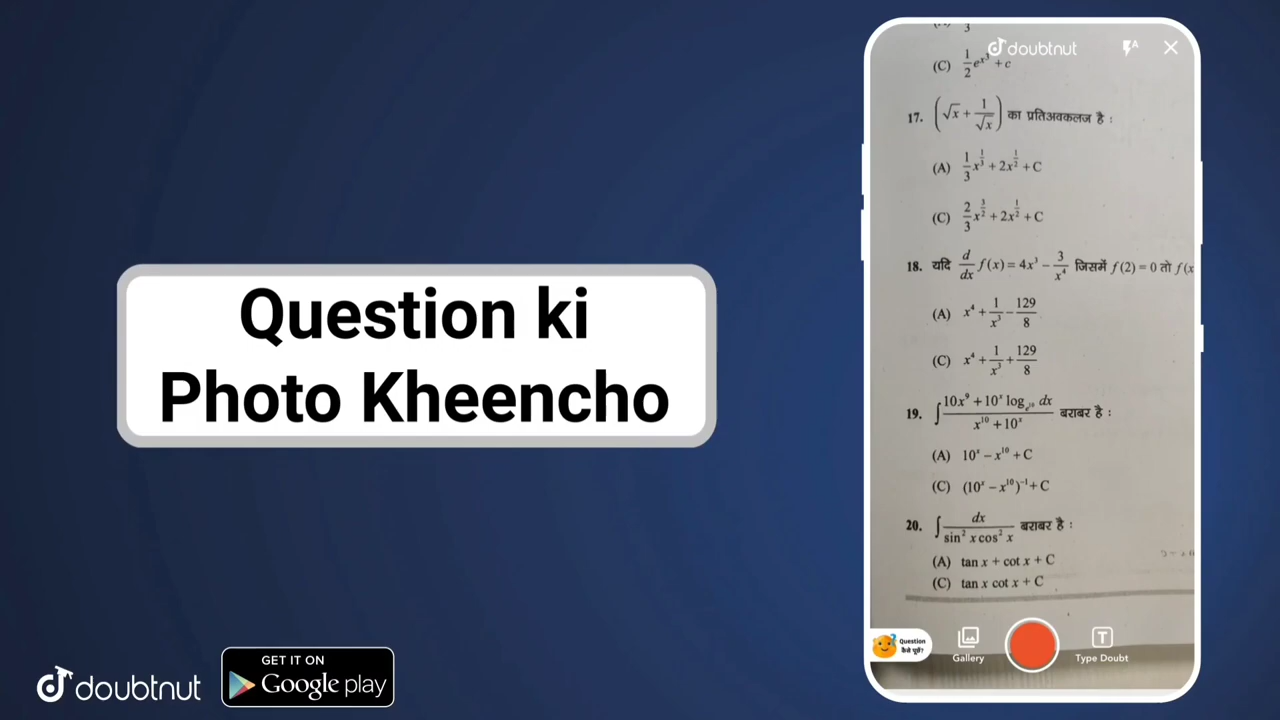 Question ki
Photo Kheencho
doubtnut
GET IT ON
Google play
doubtnut
A
3
(C) 1/2 e^x³ + c
17. (√x + 1/√x) का प्रतिअवकलज है :
(A) 1/3 x^(1/3) + 2x^(1/2) + C
(C) 2/3 x^(3/2) + 2x^(1/2) + C
18. यदि d/dx f(x) = 4x³ − 3/x⁴ जिसमें f(2) = 0 तो f(x
(A) x⁴ + 1/x³ − 129/8
(C) x⁴ + 1/x³ + 129/8
19. ∫ (10x⁹ + 10ˣ log_e¹⁰ dx)/(x¹⁰ + 10ˣ) बराबर है :
(A) 10ˣ − x¹⁰ + C
(C) (10ˣ − x¹⁰)⁻¹ + C
20. ∫ dx/(sin² x cos² x) बराबर है :
(A) tan x + cot x + C
(C) tan x cot x + C
Question
कैसे पूछें?
Gallery
T
Type Doubt